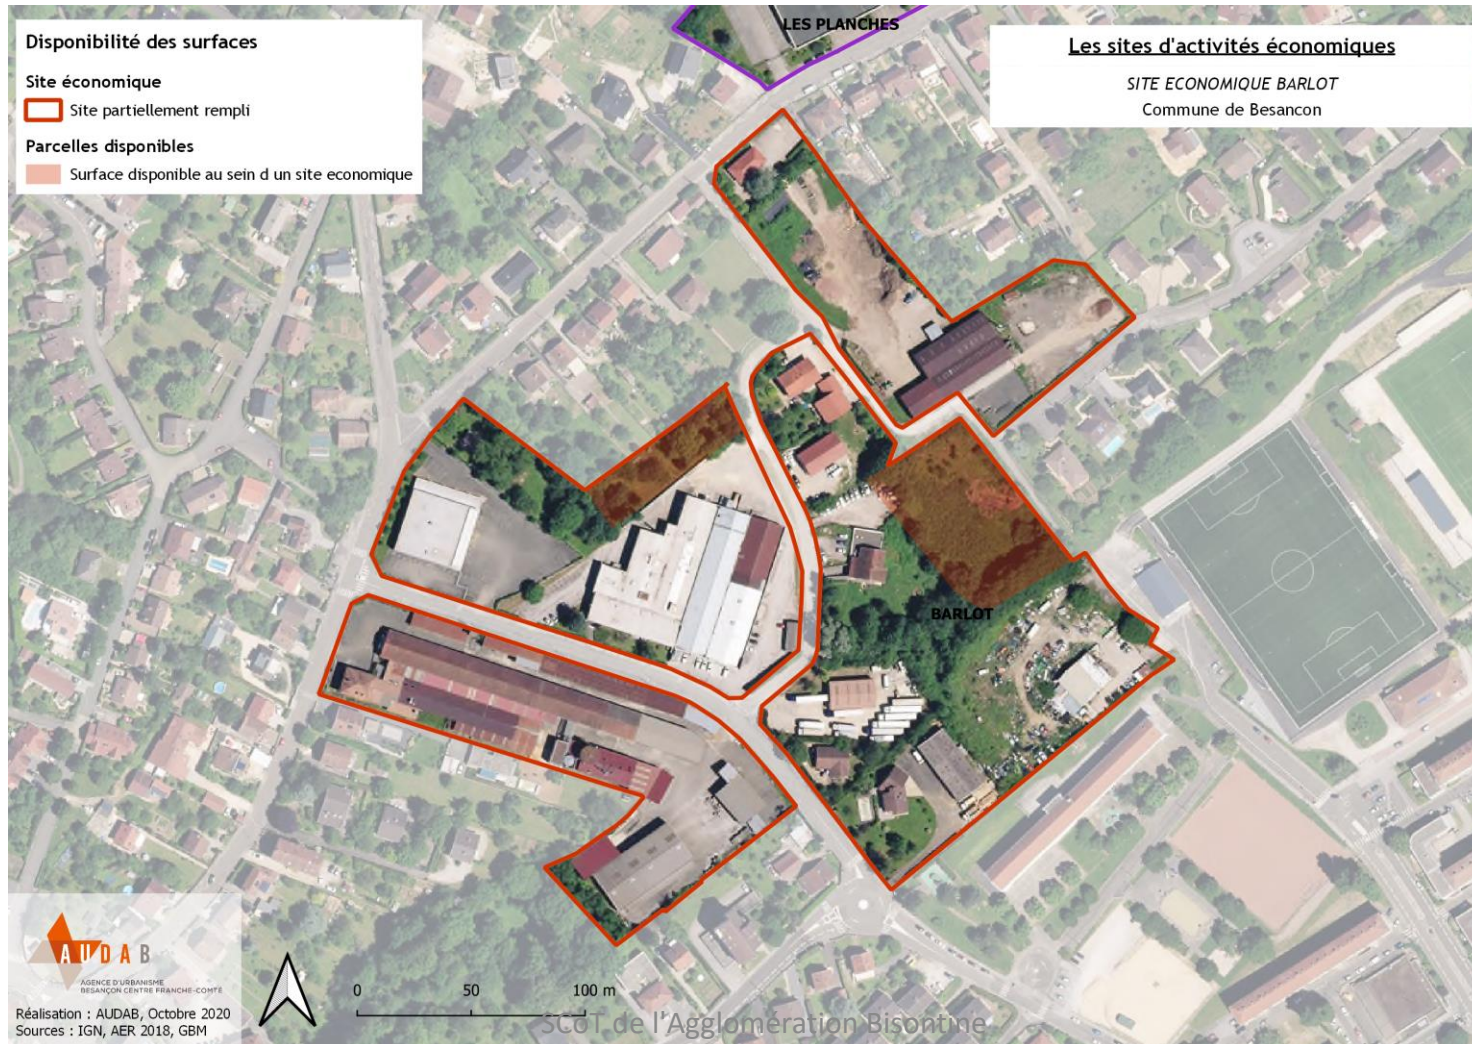 Disponibilité des surfaces
Site économique
Site partiellement rempli
Parcelles disponibles
Surface disponible au sein d un site economique
LES PLANCHES
Les sites d'activités économiques
SITE ECONOMIQUE BARLOT
Commune de Besancon
BARLOT
AUDAB
AGENCE D'URBANISME
BESANÇON CENTRE FRANCHE-COMTÉ
Réalisation : AUDAB, Octobre 2020
Sources : IGN, AER 2018, GBM
0 50 100 m
SCoT de l'Agglomération Bisontine